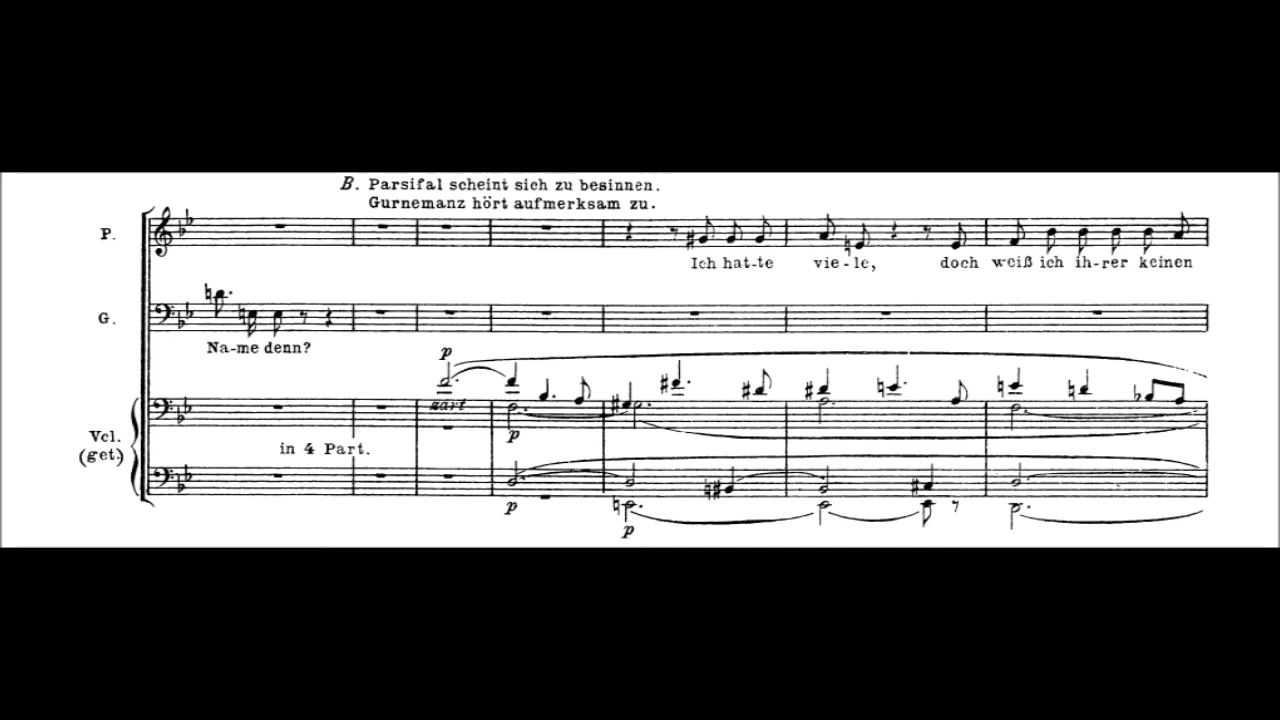 B. Parsifal scheint sich zu besinnen.
Gurnemanz hört aufmerksam zu.
P.
Ich hat-te vie-le, doch weiß ich ih-rer keinen
G.
Na-me denn?
p
zart
Vcl.
(get.)
in 4 Part.
p
p
p